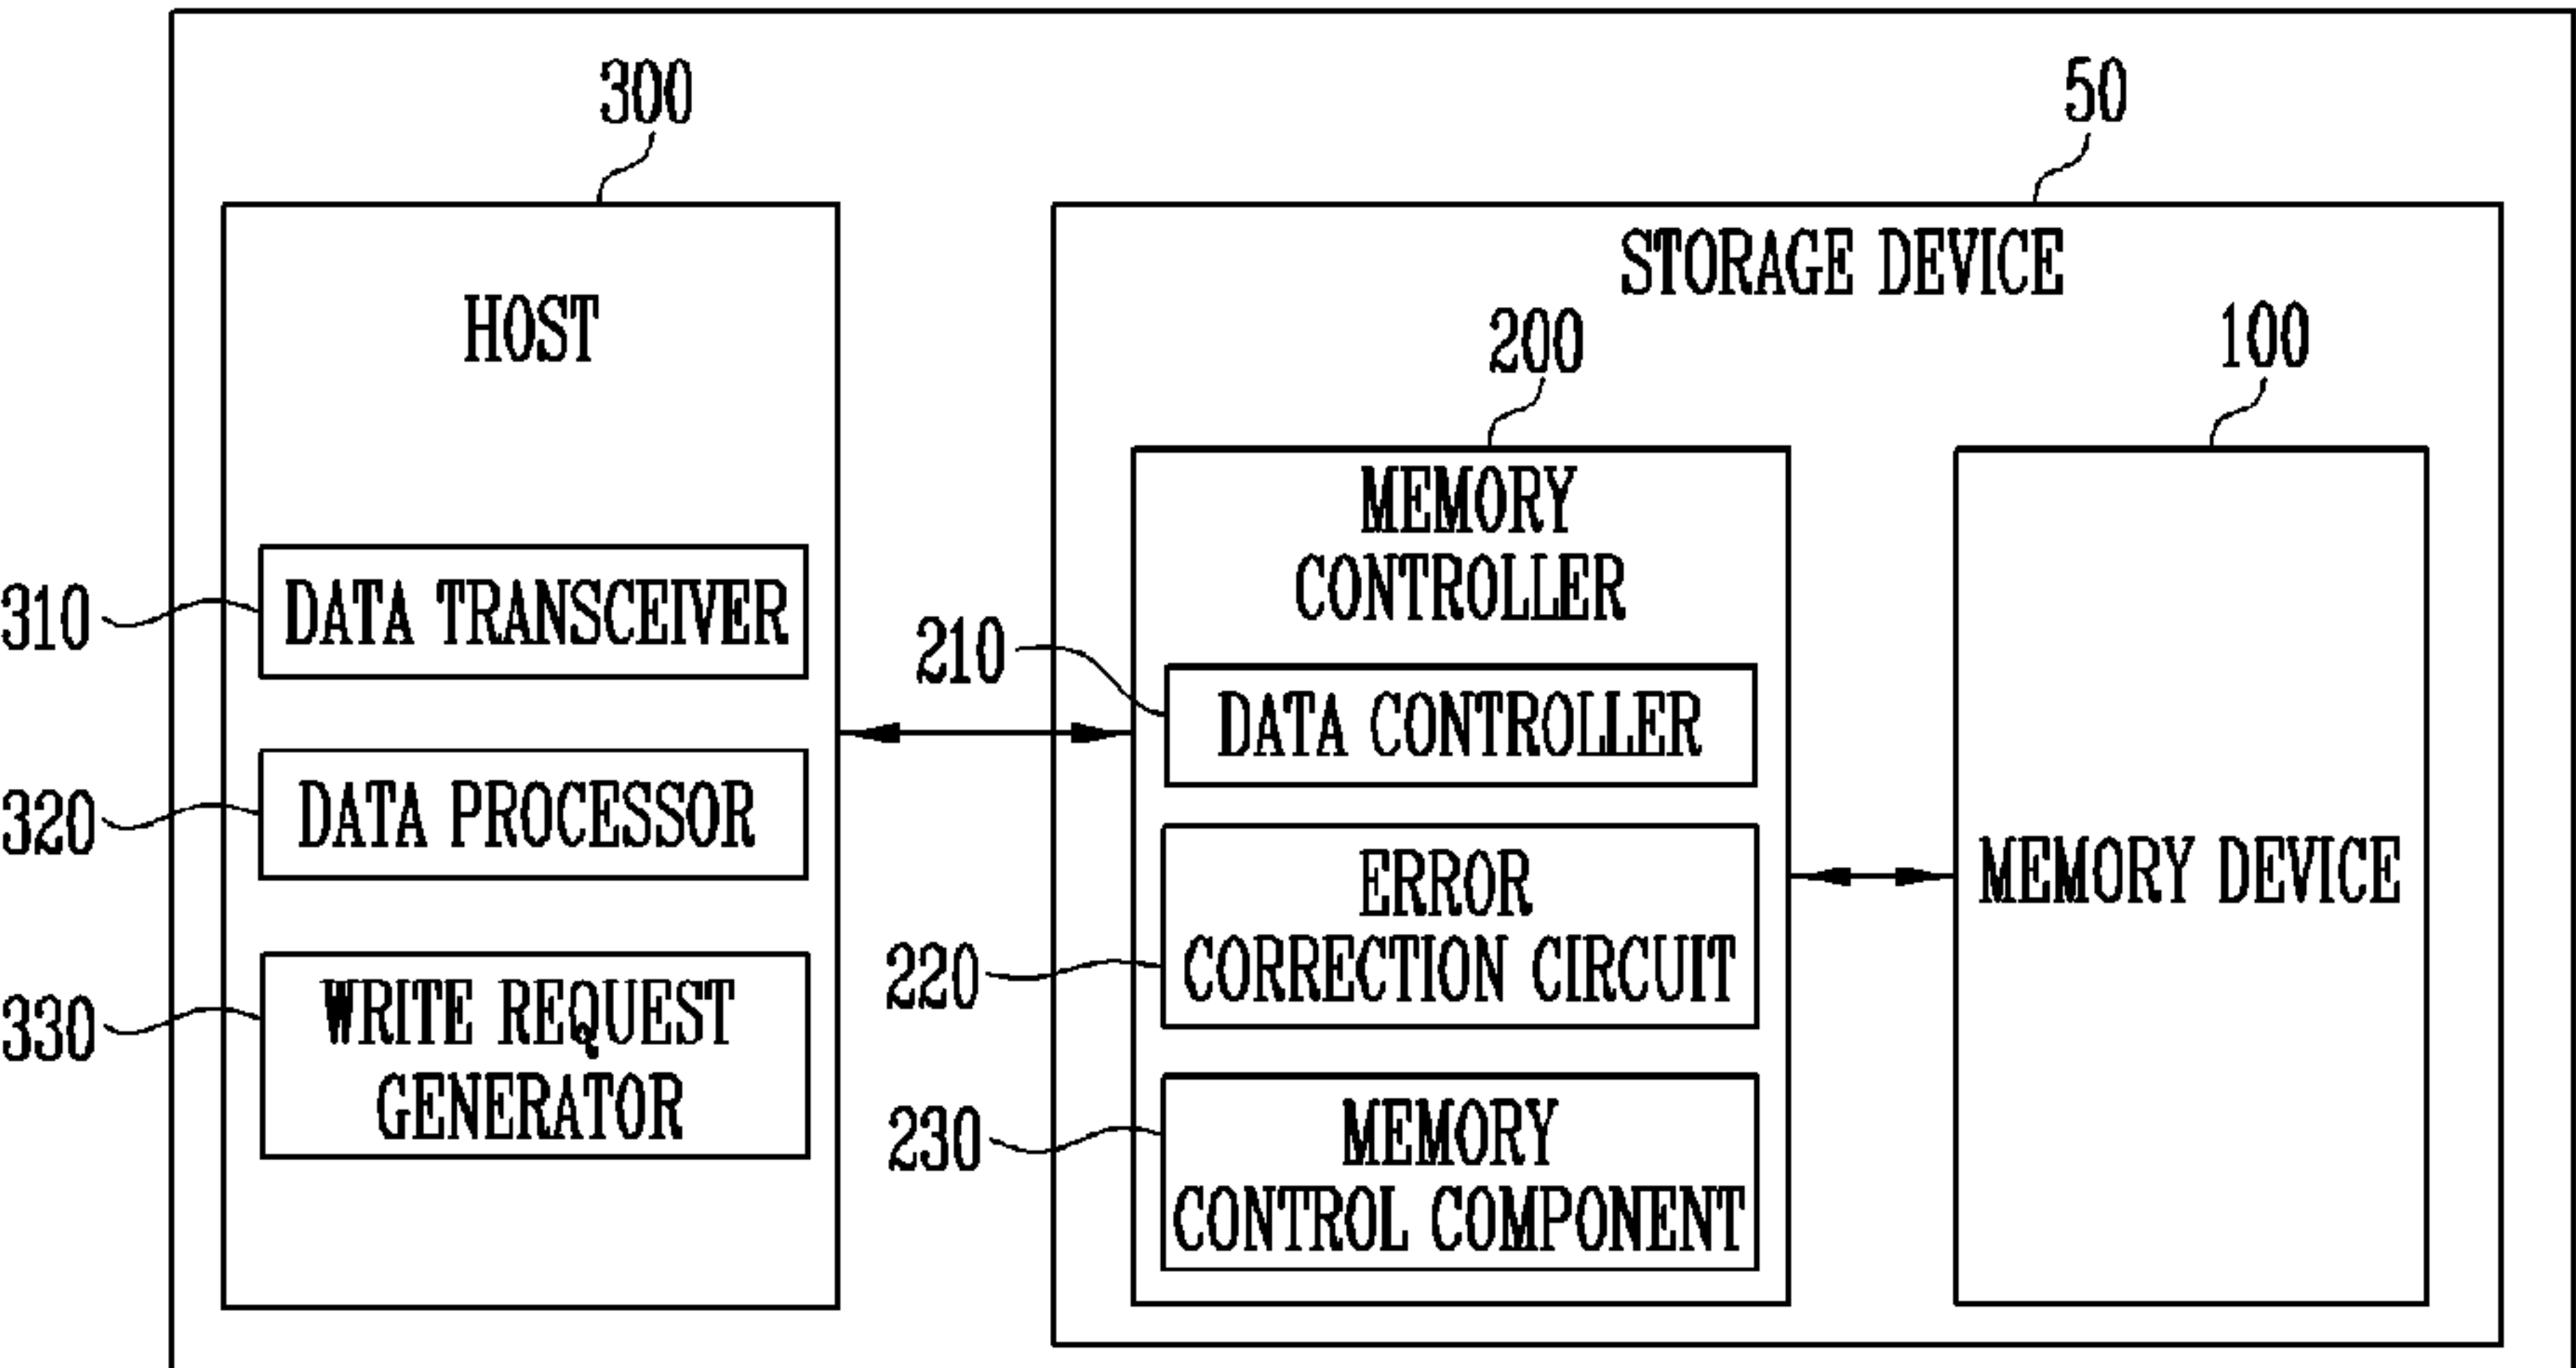 300
50
HOST
STORAGE DEVICE
200
100
MEMORY
CONTROLLER
310
DATA TRANSCEIVER
210
DATA CONTROLLER
320
DATA PROCESSOR
220
ERROR
CORRECTION CIRCUIT
MEMORY DEVICE
330
WRITE REQUEST
GENERATOR
230
MEMORY
CONTROL COMPONENT